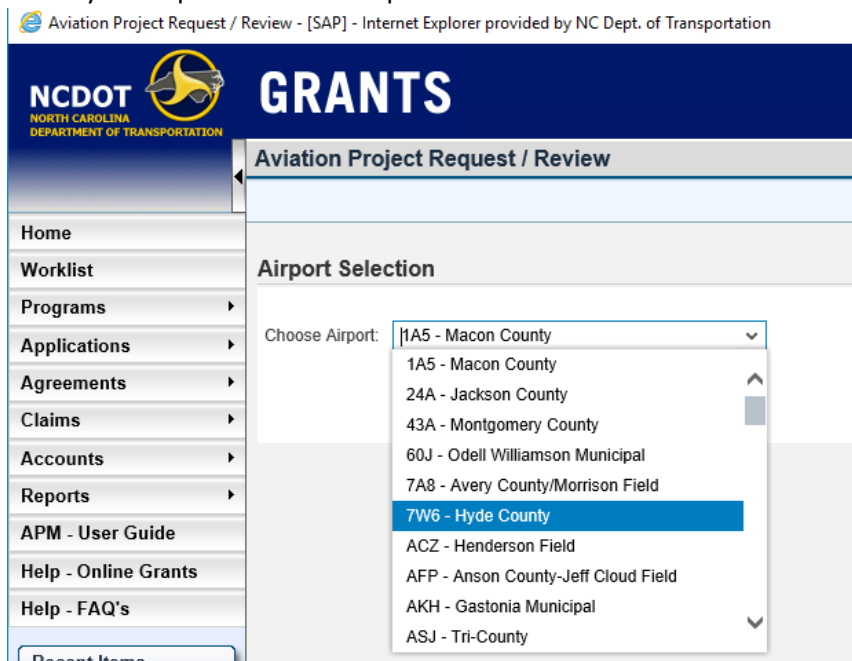 Aviation Project Request / Review - [SAP] - Internet Explorer provided by NC Dept. of Transportation
NCDOT
NORTH CAROLINA
DEPARTMENT OF TRANSPORTATION
GRANTS
Aviation Project Request / Review
Home
Worklist
Programs
Applications
Agreements
Claims
Accounts
Reports
APM - User Guide
Help - Online Grants
Help - FAQ's
Recent Items
Airport Selection
Choose Airport: 1A5 - Macon County
1A5 - Macon County
24A - Jackson County
43A - Montgomery County
60J - Odell Williamson Municipal
7A8 - Avery County/Morrison Field
7W6 - Hyde County
ACZ - Henderson Field
AFP - Anson County-Jeff Cloud Field
AKH - Gastonia Municipal
ASJ - Tri-County